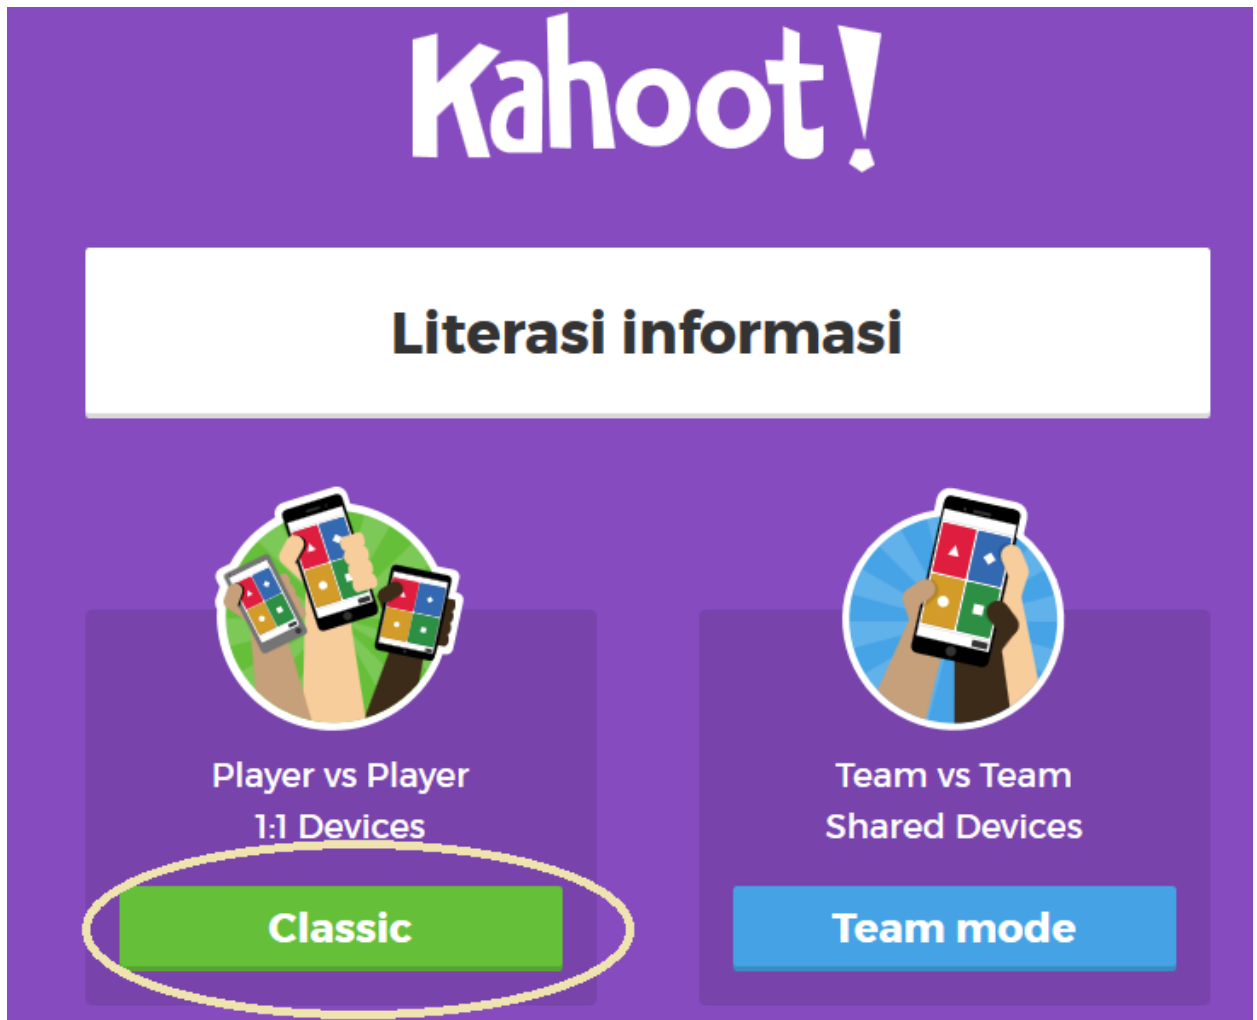 Kahoot!
Literasi informasi
Player vs Player
1:1 Devices
Classic
Team vs Team
Shared Devices
Team mode